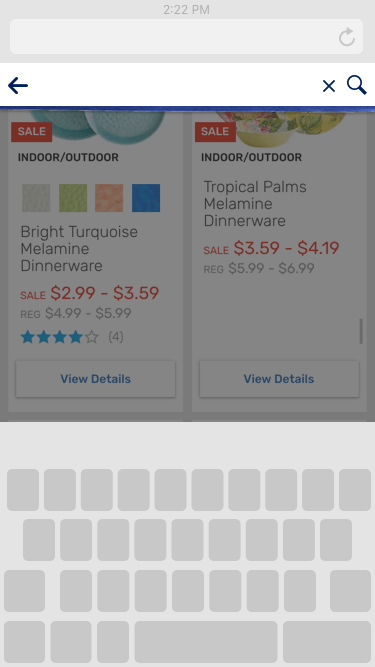 2:22 PM
SALE
INDOOR/OUTDOOR
Bright Turquoise
Melamine
Dinnerware
SALE $2.99 - $3.59
REG $4.99 - $5.99
(4)
View Details
SALE
INDOOR/OUTDOOR
Tropical Palms
Melamine
Dinnerware
SALE $3.59 - $4.19
REG $5.99 - $6.99
View Details